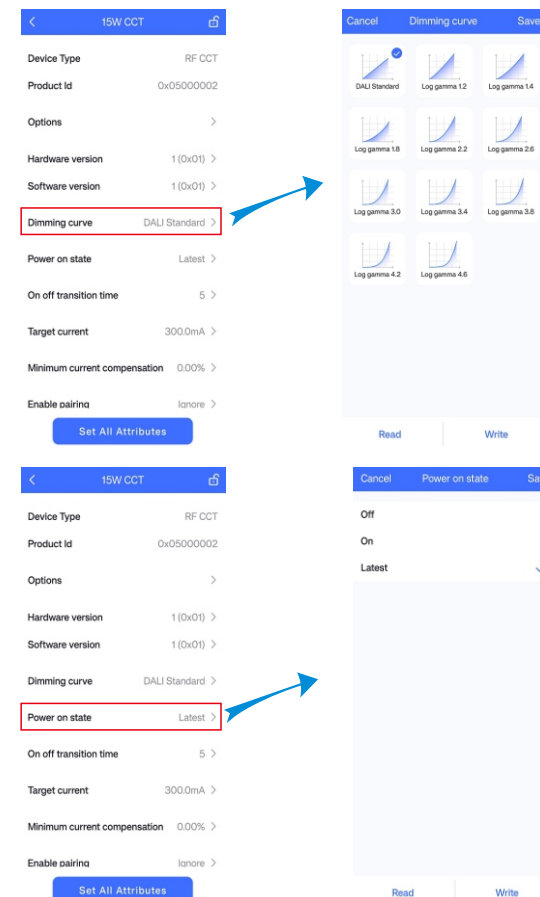 15W CCT
Device Type RF CCT
Product Id 0x05000002
Options
Hardware version 1 (0x01)
Software version 1 (0x01)
Dimming curve DALI Standard
Power on state Latest
On off transition time 5
Target current 300.0mA
Minimum current compensation 0.00%
Enable pairing Ignore
Set All Attributes
Cancel Dimming curve Save
DALI Standard Log gamma 1.2 Log gamma 1.4
Log gamma 1.8 Log gamma 2.2 Log gamma 2.6
Log gamma 3.0 Log gamma 3.4 Log gamma 3.8
Log gamma 4.2 Log gamma 4.6
Read Write
15W CCT
Device Type RF CCT
Product Id 0x05000002
Options
Hardware version 1 (0x01)
Software version 1 (0x01)
Dimming curve DALI Standard
Power on state Latest
On off transition time 5
Target current 300.0mA
Minimum current compensation 0.00%
Enable pairing Ignore
Set All Attributes
Cancel Power on state Sa
Off
On
Latest
Read Write